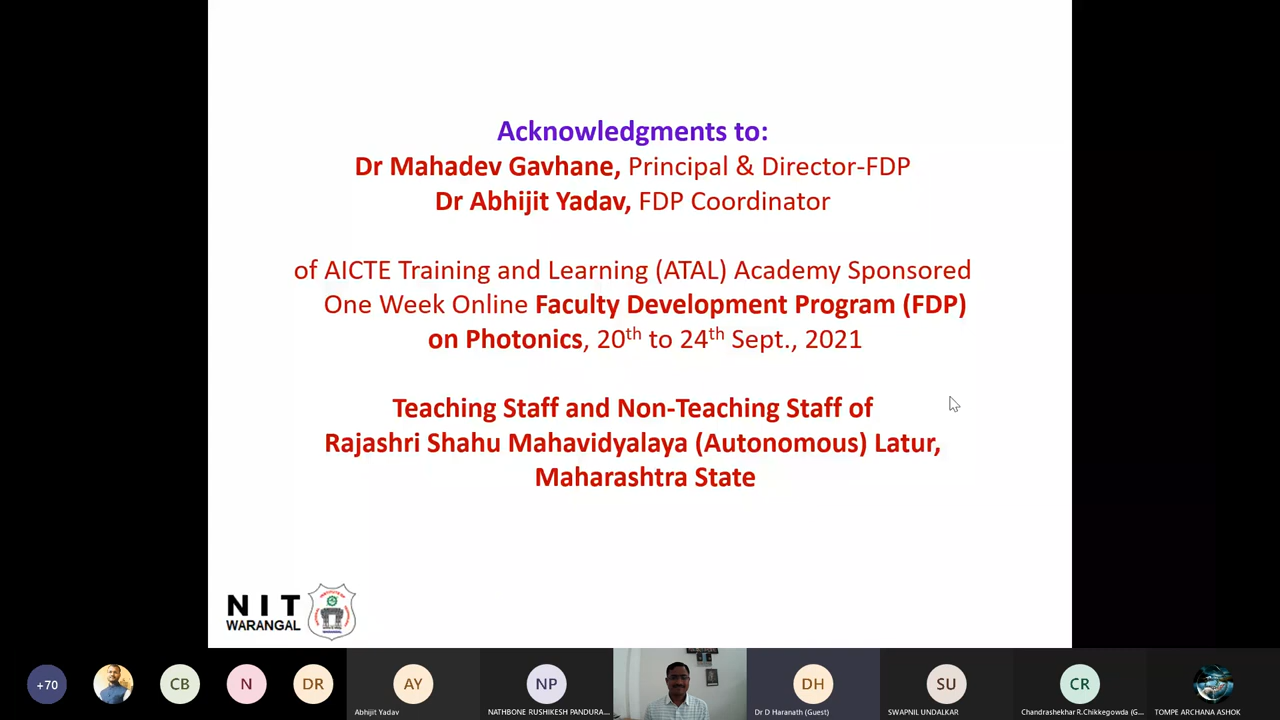 Acknowledgments to:
Dr Mahadev Gavhane, Principal & Director-FDP
Dr Abhijit Yadav, FDP Coordinator
of AICTE Training and Learning (ATAL) Academy Sponsored
One Week Online Faculty Development Program (FDP)
on Photonics, 20th to 24th Sept., 2021
Teaching Staff and Non-Teaching Staff of
Rajashri Shahu Mahavidyalaya (Autonomous) Latur,
Maharashtra State
NIT
WARANGAL
+70
CB
N
DR
AY
NP
DH
SU
CR
Abhijit Yadav
NATHBONE RUSHIKESH PANDURA...
Dr D Haranath (Guest)
SWAPNIL UNDALKAR
Chandrashekhar R.Chikkegowda (G...
TOMPE ARCHANA ASHOK